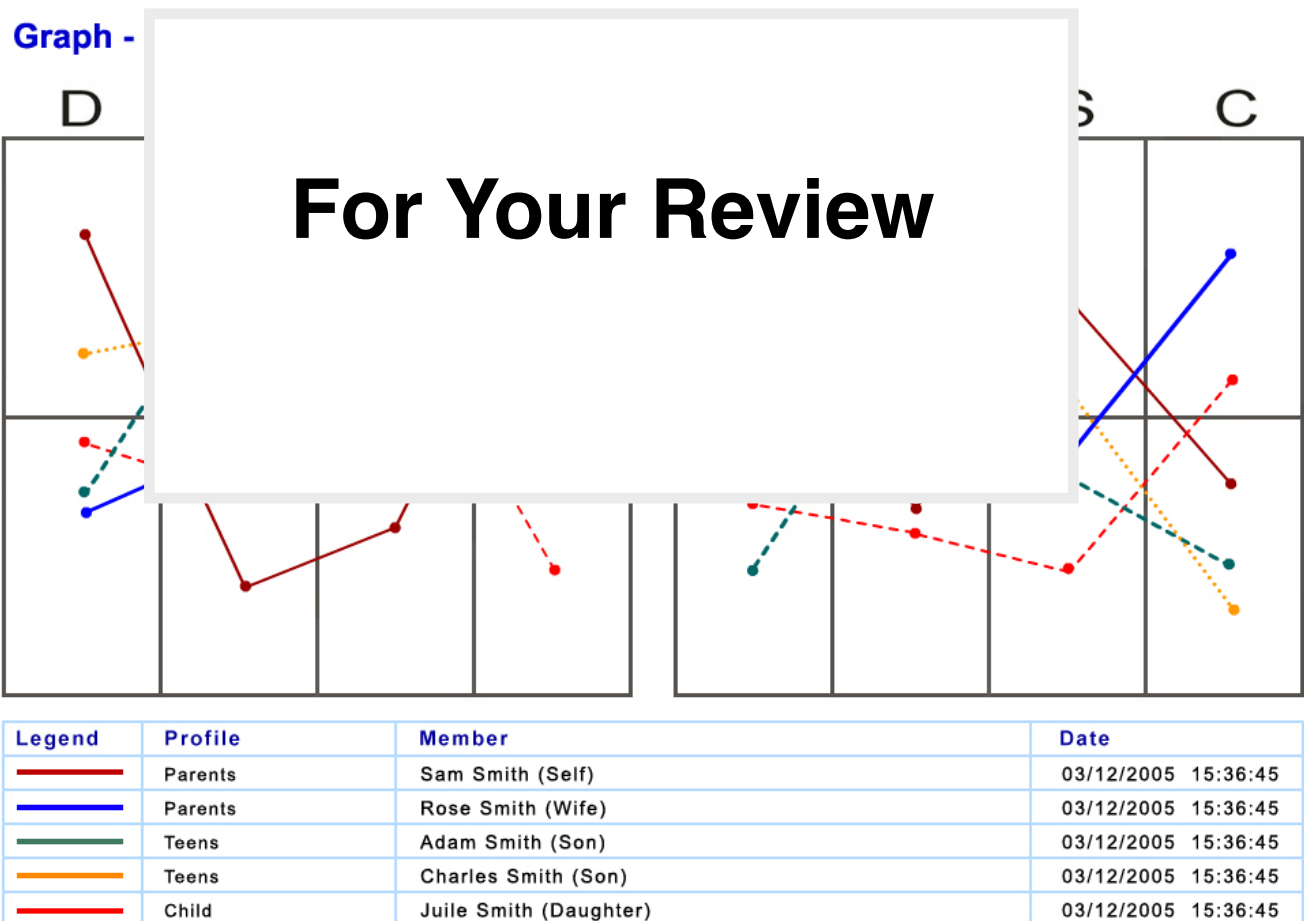 Graph -
D S C
For Your Review
Legend Profile Member Date
Parents Sam Smith (Self) 03/12/2005 15:36:45
Parents Rose Smith (Wife) 03/12/2005 15:36:45
Teens Adam Smith (Son) 03/12/2005 15:36:45
Teens Charles Smith (Son) 03/12/2005 15:36:45
Child Juile Smith (Daughter) 03/12/2005 15:36:45